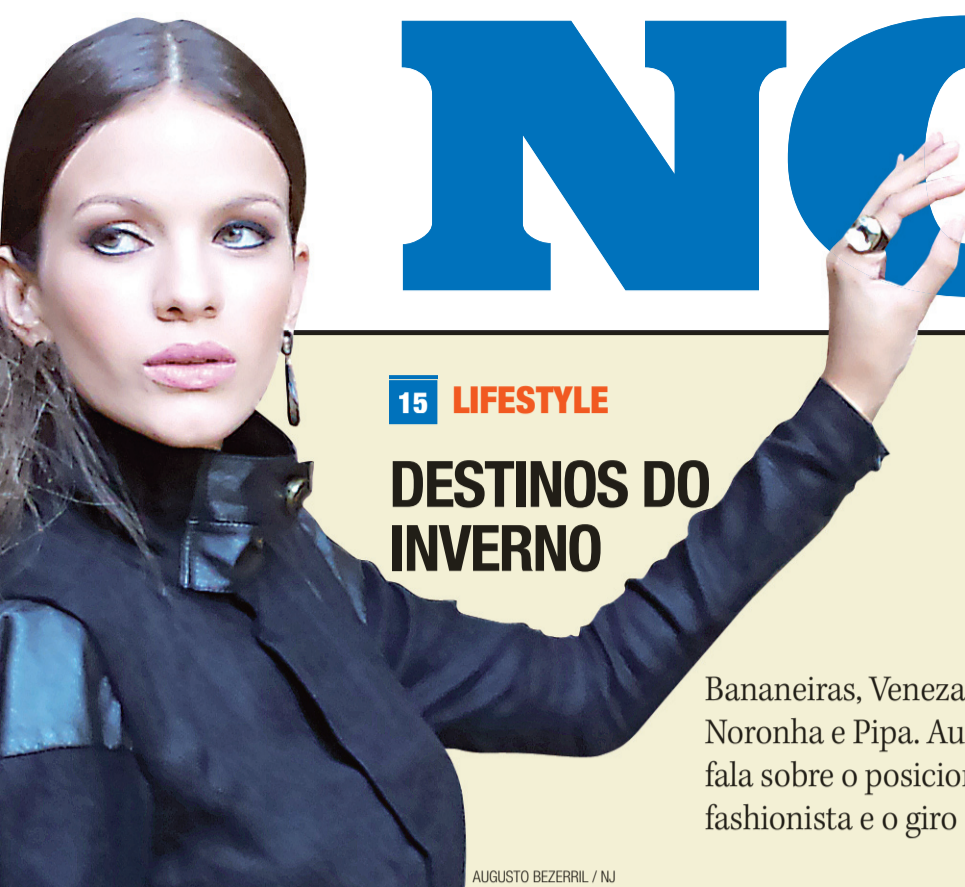 NO
15 LIFESTYLE
DESTINOS DO
INVERNO
Bananeiras, Veneza
Noronha e Pipa. Au
fala sobre o posicion
fashionista e o giro
AUGUSTO BEZERRIL / NJ